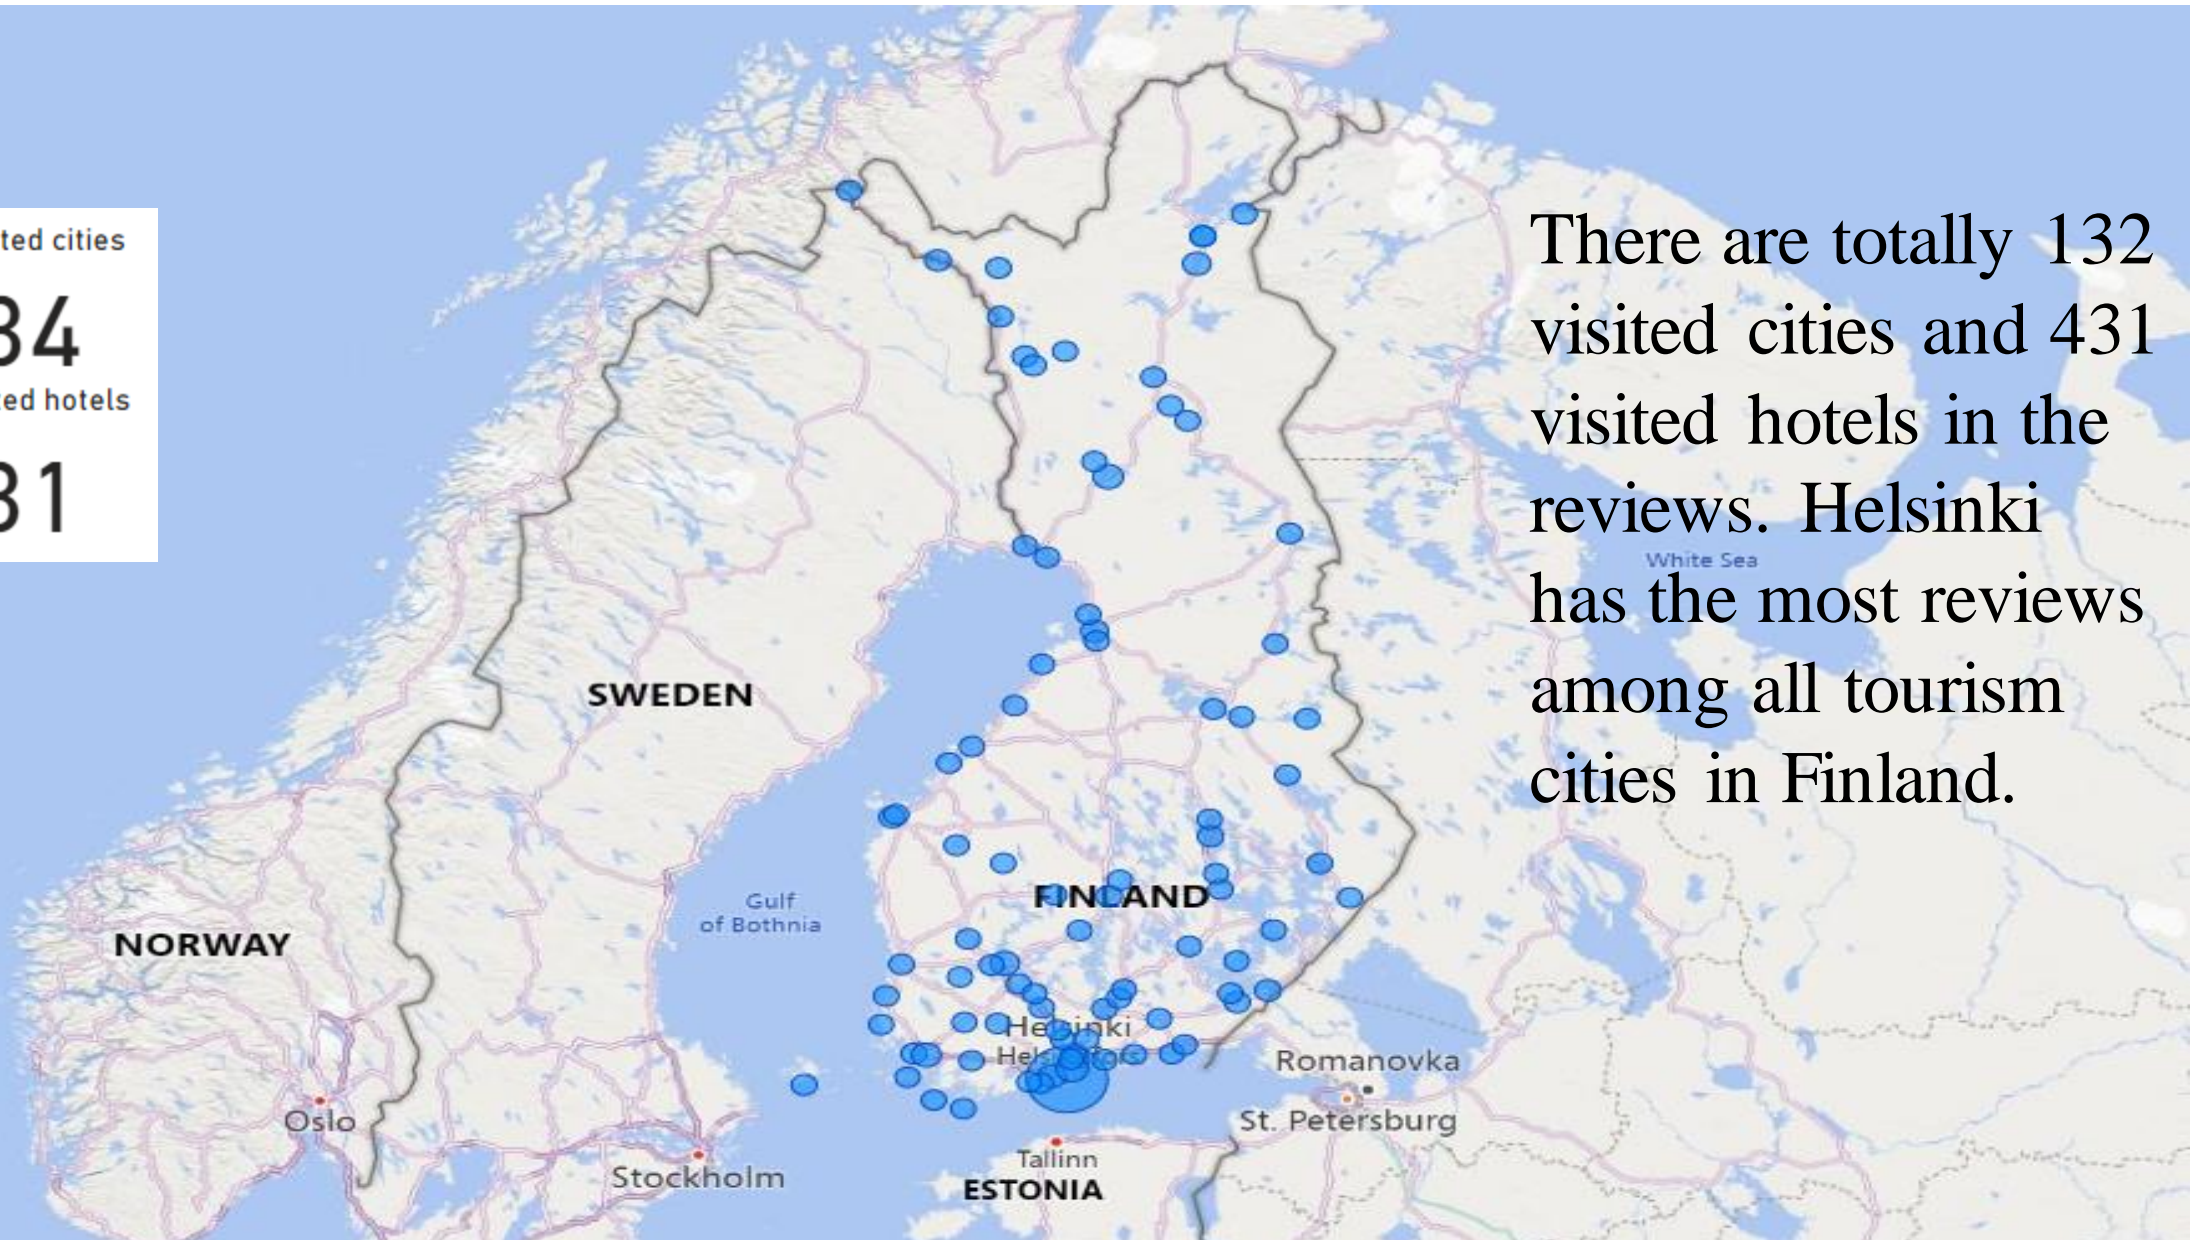 ted cities
34
ed hotels
31
There are totally 132
visited cities and 431
visited hotels in the
reviews. Helsinki
has the most reviews
among all tourism
cities in Finland.
White Sea
SWEDEN
Gulf
of Bothnia
FINLAND
NORWAY
Helsinki
Helsingfors
Romanovka
St. Petersburg
Oslo
Stockholm
Tallinn
ESTONIA